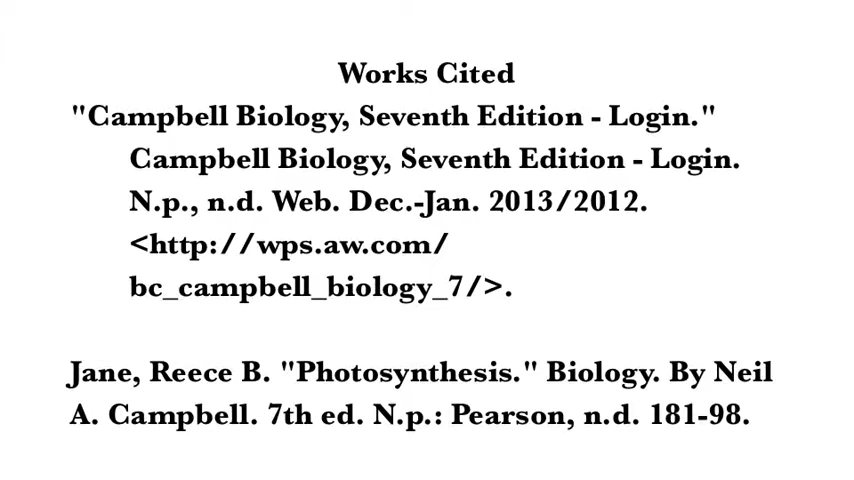 Works Cited
"Campbell Biology, Seventh Edition - Login."
Campbell Biology, Seventh Edition - Login.
N.p., n.d. Web. Dec.-Jan. 2013/2012.
<http://wps.aw.com/
bc_campbell_biology_7/>.
Jane, Reece B. "Photosynthesis." Biology. By Neil
A. Campbell. 7th ed. N.p.: Pearson, n.d. 181-98.